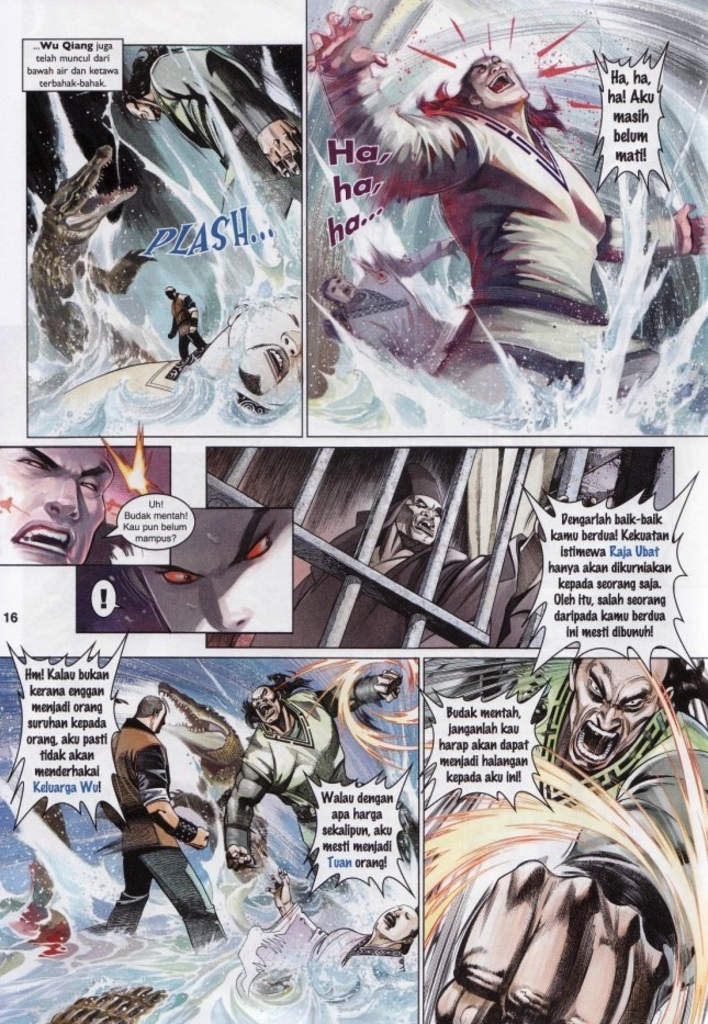 ...Wu Qiang juga
telah muncul dari
bawah air dan ketawa
terbahak-bahak.
PLASH...
Ha, ha,
ha! Aku
masih
belum
mati!
Ha,
ha,
ha...
Uh!
Budak mentah!
Kau pun belum
mampus?
!
Dengarlah baik-baik
kamu berdua! Kekuatan
istimewa Raja Ubat
hanya akan dikurniakan
kepada seorang saja.
Oleh itu, salah seorang
daripada kamu berdua
ini mesti dibunuh!
16
Hm! Kalau bukan
kerana enggan
menjadi orang
suruhan kepada
orang, aku pasti
tidak akan
menderhakai
Keluarga Wu!
Walau dengan
apa harga
sekalipun, aku
mesti menjadi
Tuan orang!
Budak mentah,
janganlah kau
harap akan dapat
menjadi halangan
kepada aku ini!